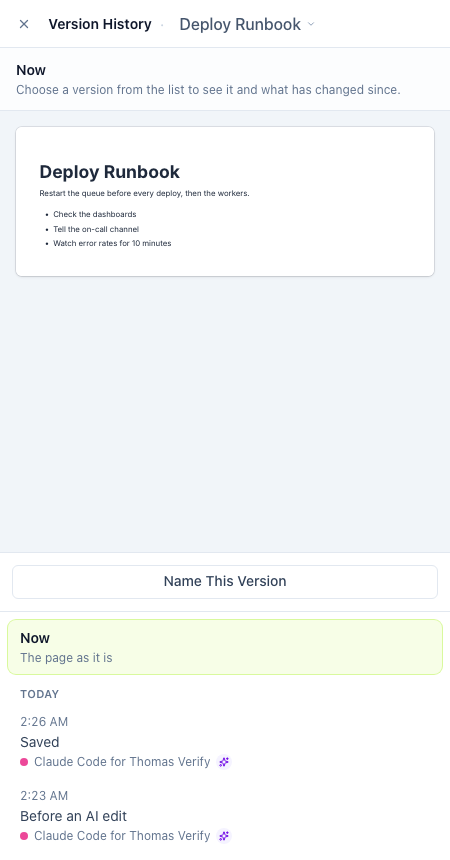 Version History · Deploy Runbook
Now
Choose a version from the list to see it and what has changed since.
Deploy Runbook
Restart the queue before every deploy, then the workers.
• Check the dashboards
• Tell the on-call channel
• Watch error rates for 10 minutes
Name This Version
Now
The page as it is
TODAY
2:26 AM
Saved
Claude Code for Thomas Verify
2:23 AM
Before an AI edit
Claude Code for Thomas Verify